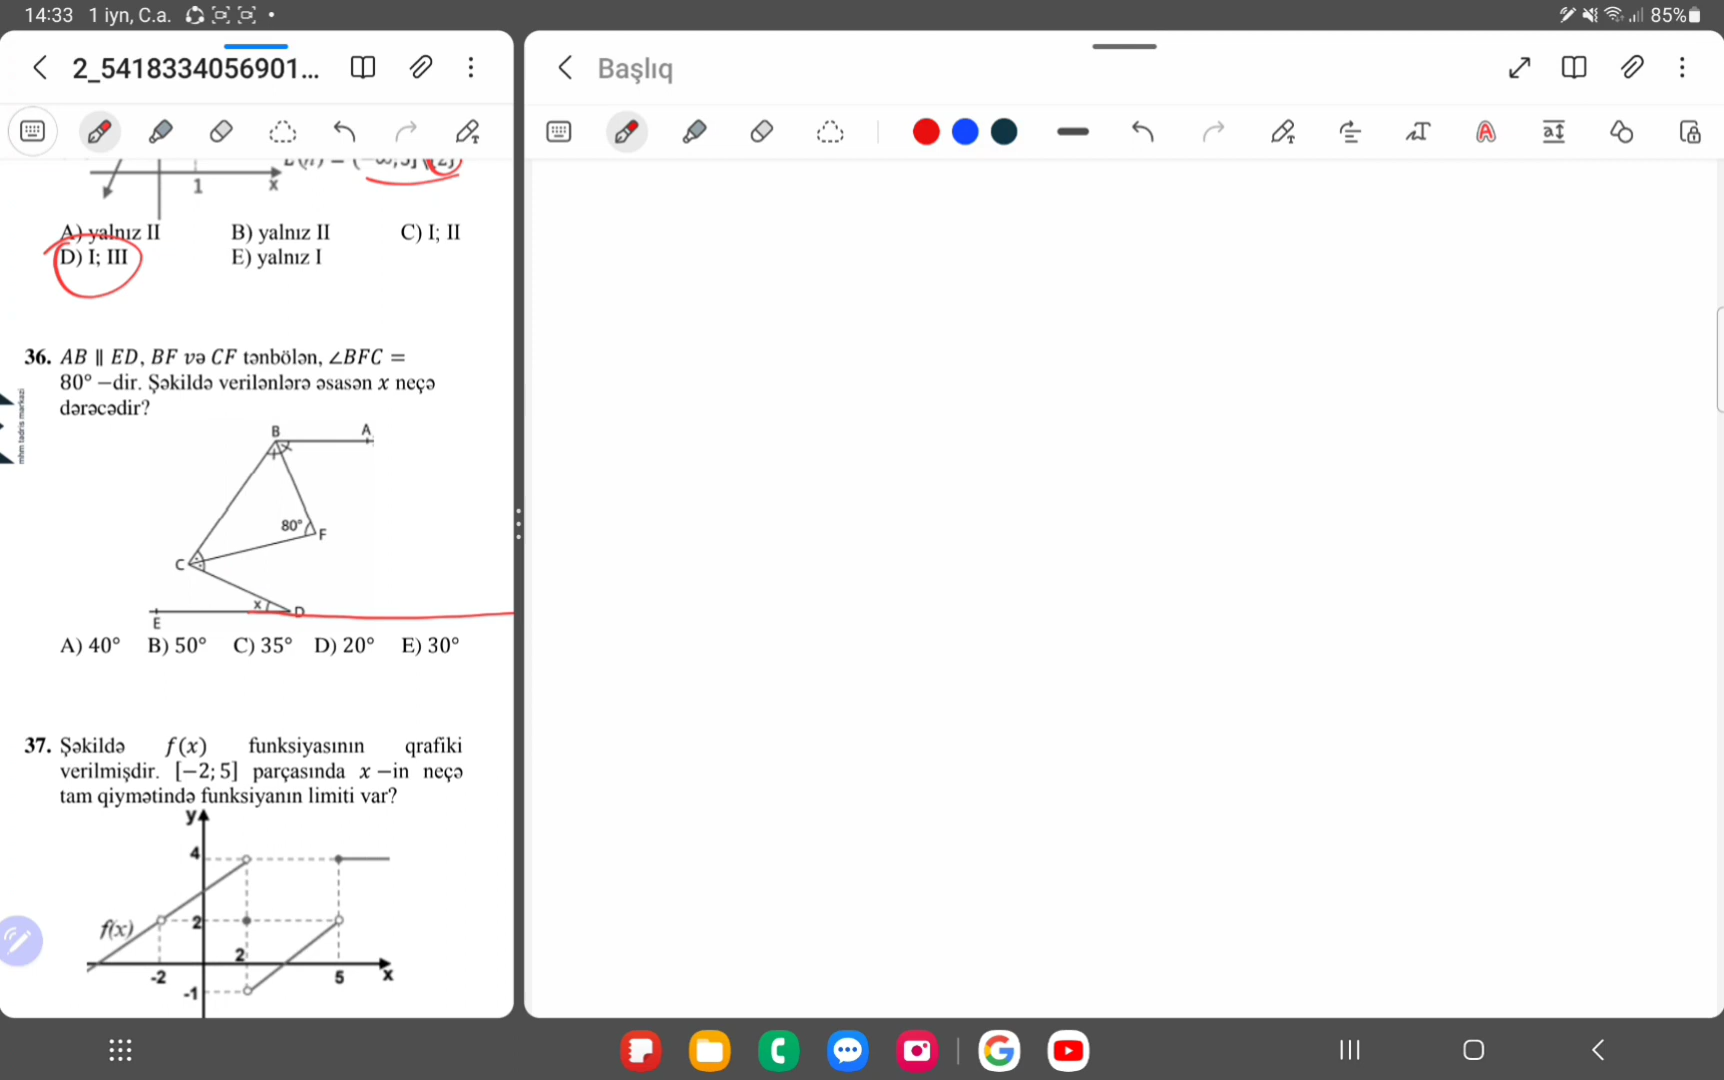 14:33 1 iyn, C.a.
85%
2_5418334056901...
Başlıq
1
x
A) yalnız II B) yalnız II C) I; II
D) I; III E) yalnız I
36. AB ∥ ED, BF və CF tənbölən, ∠BFC =
80° −dir. Şəkildə verilənlərə əsasən x neçə
dərəcədir?
mhm tədris mərkəzi
B A
80° F
C
x D
E
A) 40° B) 50° C) 35° D) 20° E) 30°
37. Şəkildə f(x) funksiyasının qrafiki
verilmişdir. [−2; 5] parçasında x −in neçə
tam qiymətində funksiyanın limiti var?
y
4
f(x) 2
2
-2 5 x
-1